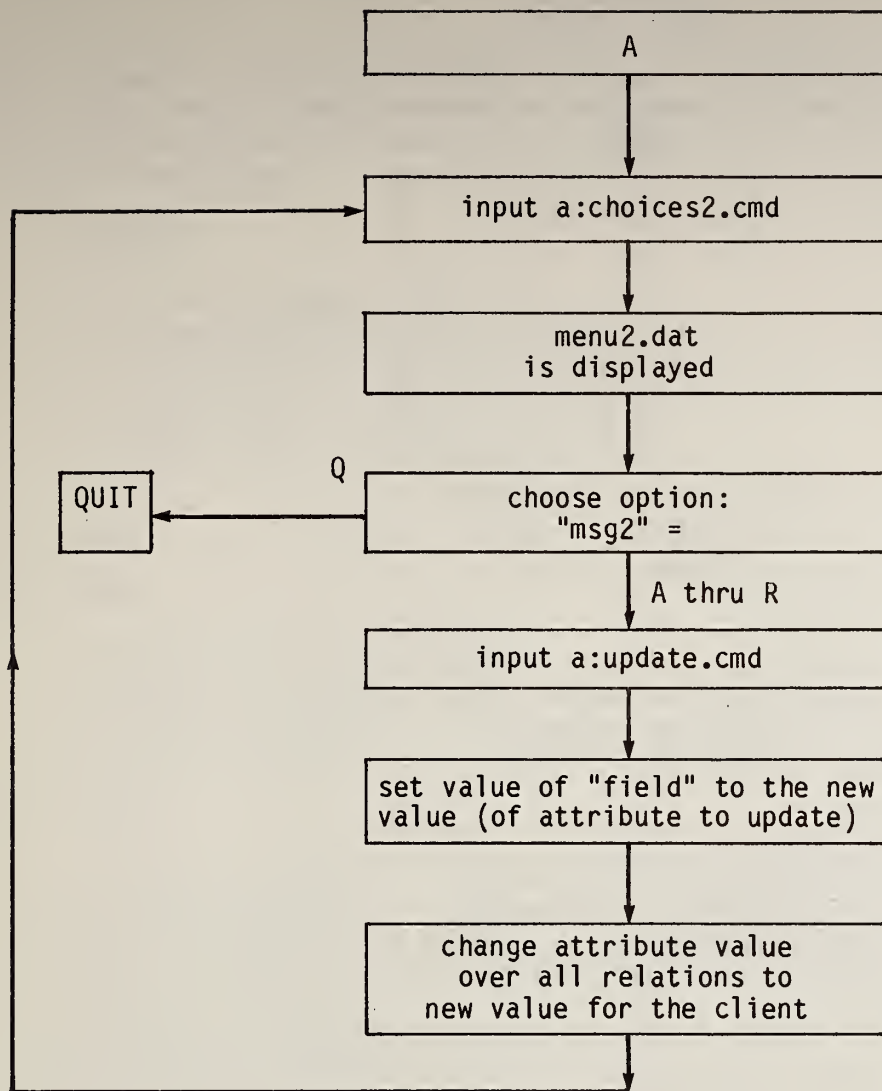 A
input a:choices2.cmd
menu2.dat
is displayed
Q
QUIT
choose option:
"msg2" =
A thru R
input a:update.cmd
set value of "field" to the new
value (of attribute to update)
change attribute value
over all relations to
new value for the client